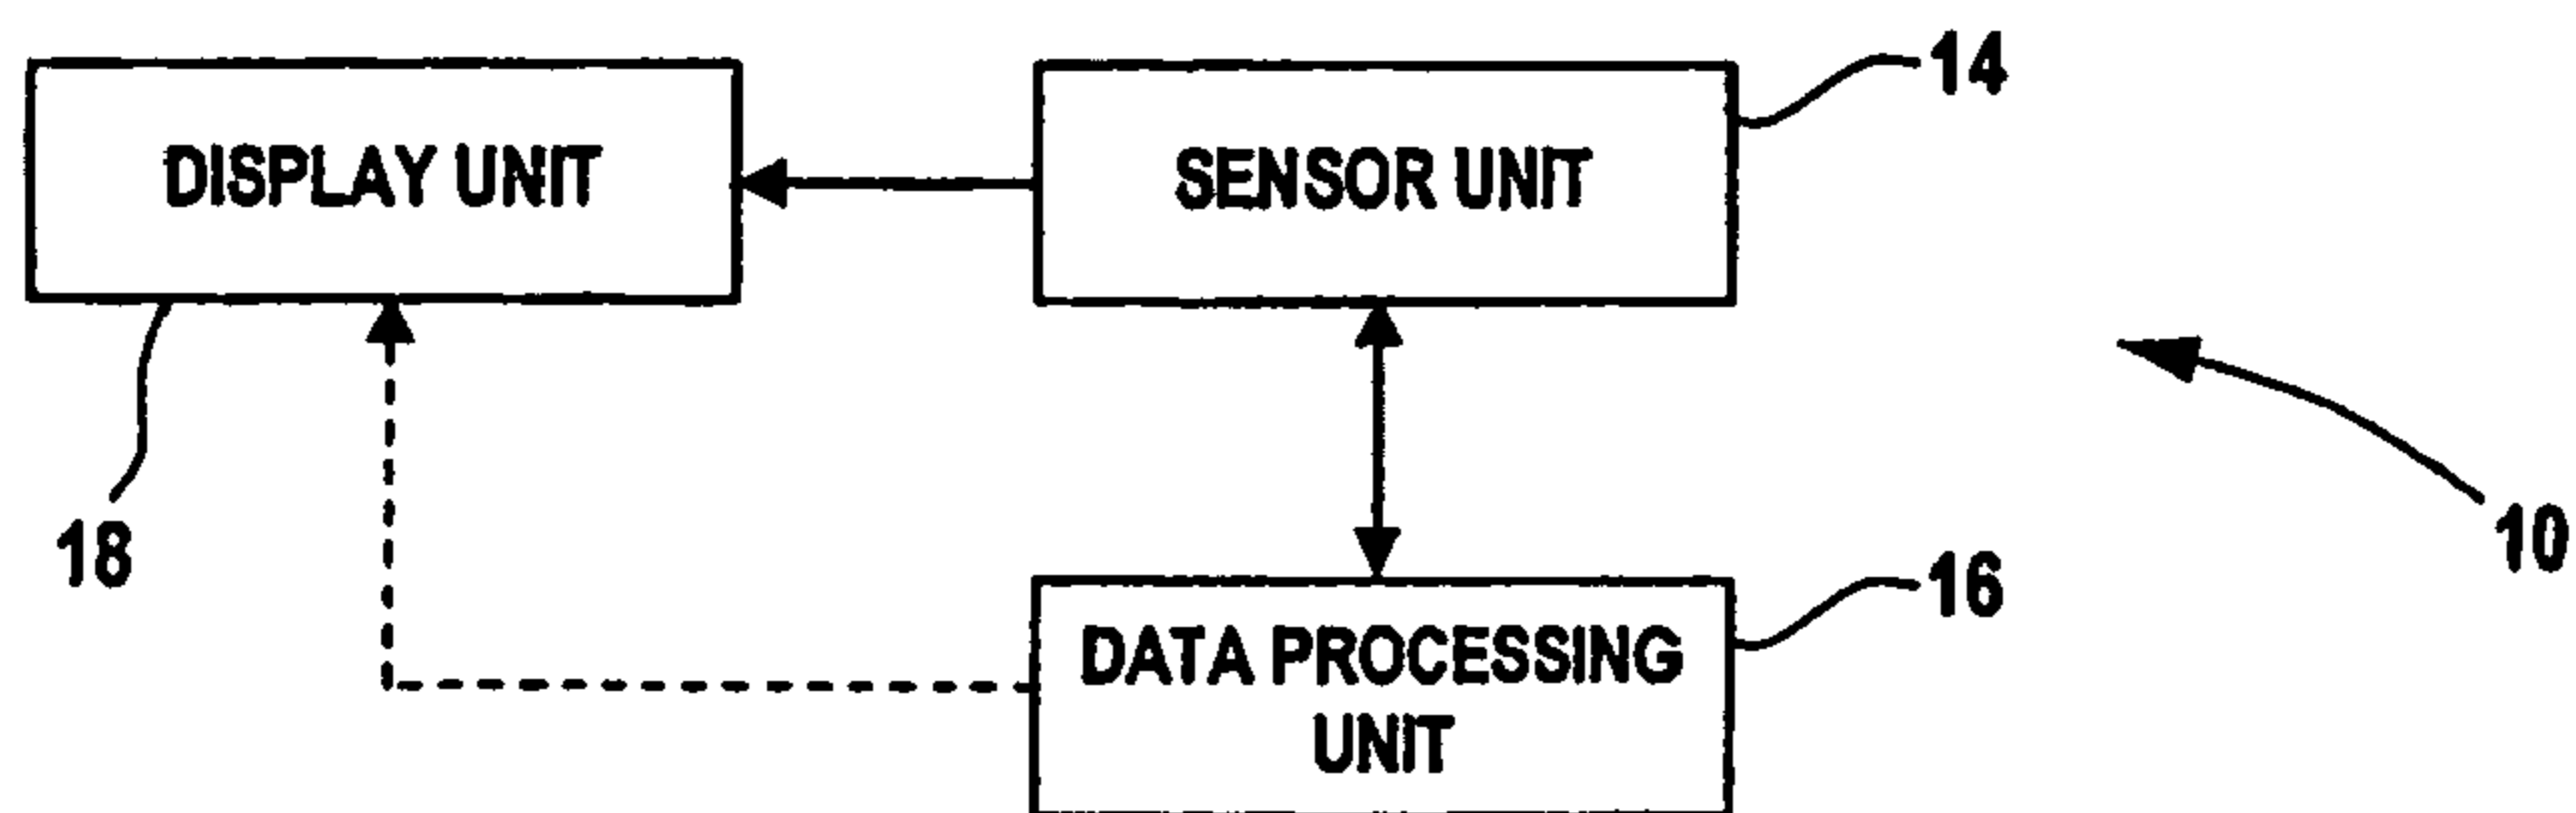 DISPLAY UNIT
SENSOR UNIT
14
18
10
16
DATA PROCESSING
UNIT